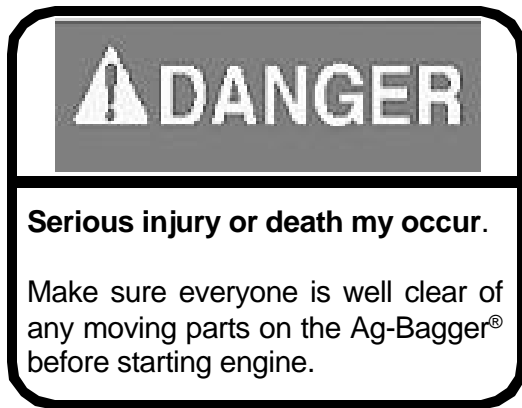 DANGER
Serious injury or death my occur.
Make sure everyone is well clear of
any moving parts on the Ag-Bagger®
before starting engine.